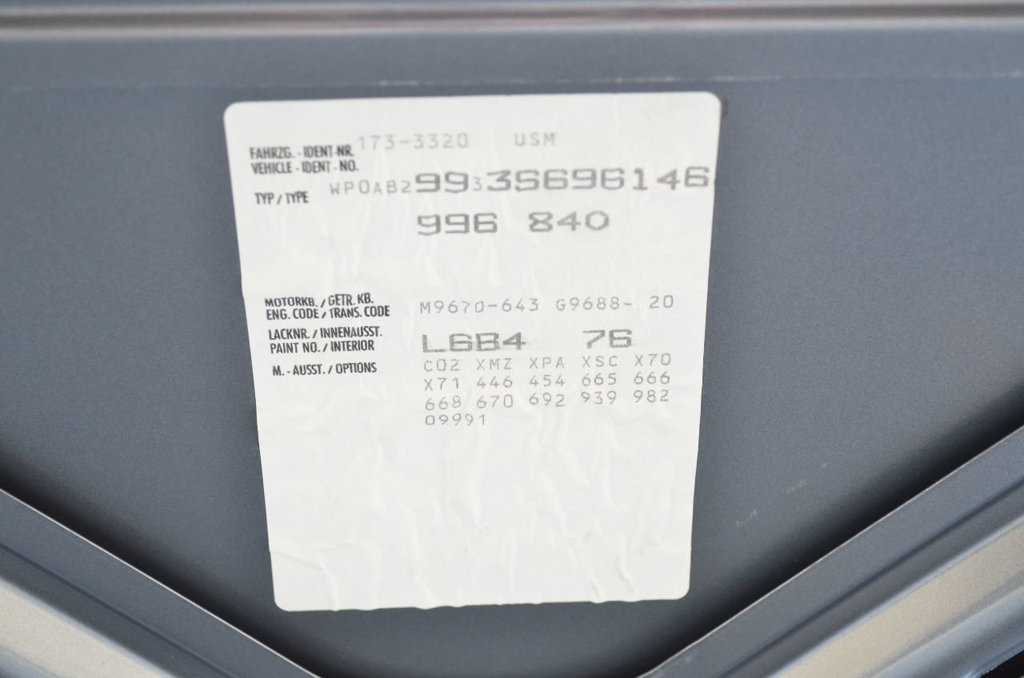 173-3320 USM
FAHRZG. - IDENT-NR.
VEHICLE - IDENT - NO.
WP0AB2993S696146
TYP / TYPE
996 840
MOTORKB. / GETR. KB.
ENG. CODE / TRANS. CODE
M9670-643 G9688- 20
LACKNR. / INNENAUSST.
PAINT NO. / INTERIOR
L6B4 76
M. - AUSST. / OPTIONS
C02 XMZ XPA XSC X70
X71 446 454 665 666
668 670 692 939 982
09991